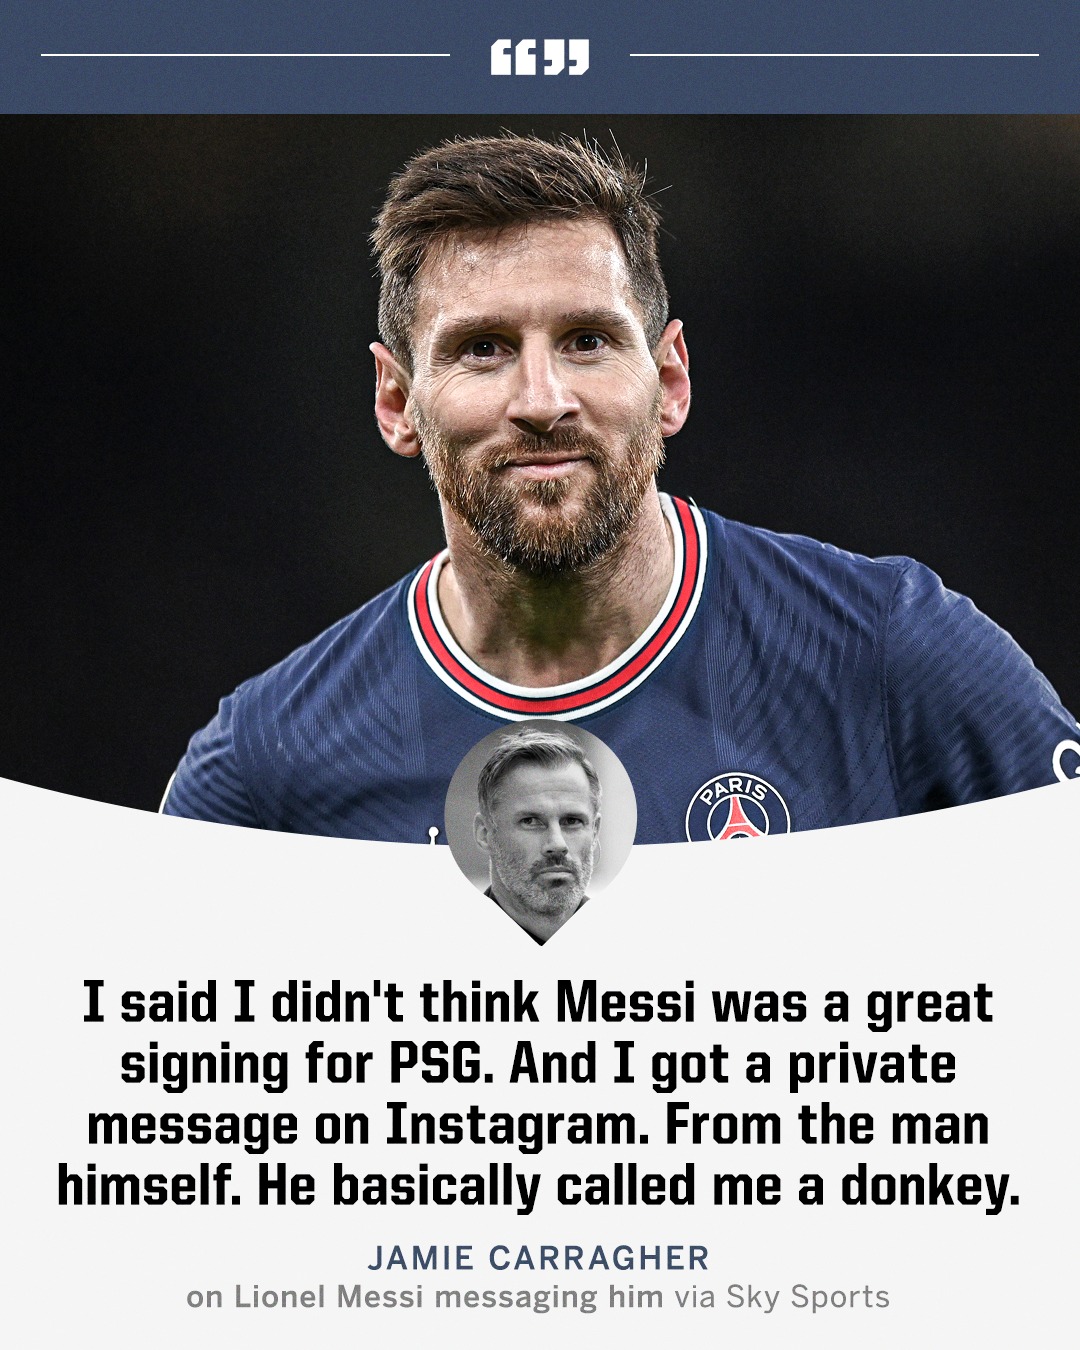 PARIS
I said I didn't think Messi was a great
signing for PSG. And I got a private
message on Instagram. From the man
himself. He basically called me a donkey.
JAMIE CARRAGHER
on Lionel Messi messaging him via Sky Sports